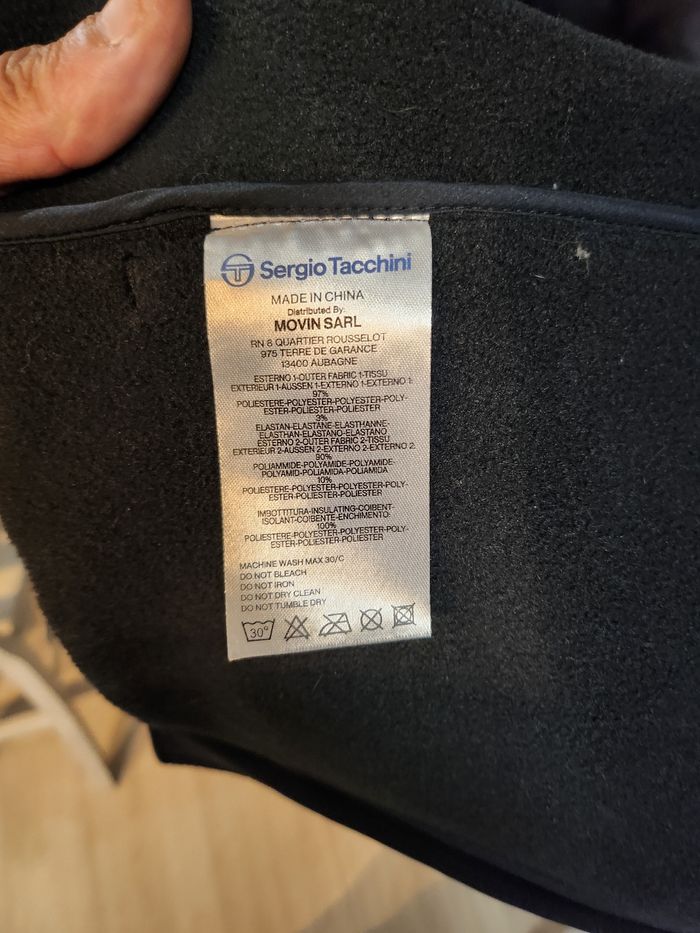 Sergio Tacchini
MADE IN CHINA
Distributed By:
MOVIN SARL
RN 8 QUARTIER ROUSSELOT
975 TERRE DE GARANCE
13400 AUBAGNE
ESTERNO 1-OUTER FABRIC 1-TISSU
EXTERIEUR 1-AUSSEN 1-EXTERNO 1-EXTERNO 1:
97%
POLIESTERE-POLYESTER-POLYESTER-POLY-
ESTER-POLIESTER-POLIESTER
3%
ELASTAN-ELASTANE-ELASTHANNE-
ELASTHAN-ELASTANO-ELASTANO
ESTERNO 2-OUTER FABRIC 2-TISSU
EXTERIEUR 2-AUSSEN 2-EXTERNO 2-EXTERNO 2:
90%
POLIAMMIDE-POLYAMIDE-POLYAMIDE-
POLYAMID-POLIAMIDA-POLIAMIDA
10%
POLIESTERE-POLYESTER-POLYESTER-POLY-
ESTER-POLIESTER-POLIESTER
IMBOTTITURA-INSULATING-COIBENT-
ISOLANT-COIBENTE-ENCHIMENTO:
100%
POLIESTERE-POLYESTER-POLYESTER-POLY-
ESTER-POLIESTER-POLIESTER
MACHINE WASH MAX 30/C
DO NOT BLEACH
DO NOT IRON
DO NOT DRY CLEAN
DO NOT TUMBLE DRY
30°